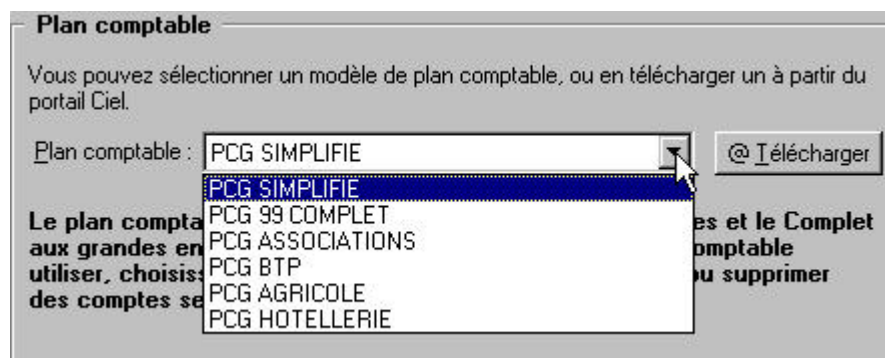 Plan comptable
Vous pouvez sélectionner un modèle de plan comptable, ou en télécharger un à partir du
portail Ciel.
Plan comptable : PCG SIMPLIFIE @ Télécharger
PCG SIMPLIFIE
PCG 99 COMPLET
PCG ASSOCIATIONS
PCG BTP
PCG AGRICOLE
PCG HOTELLERIE
Le plan compta es et le Complet
aux grandes en omptable
utiliser, choisis u supprimer
des comptes se